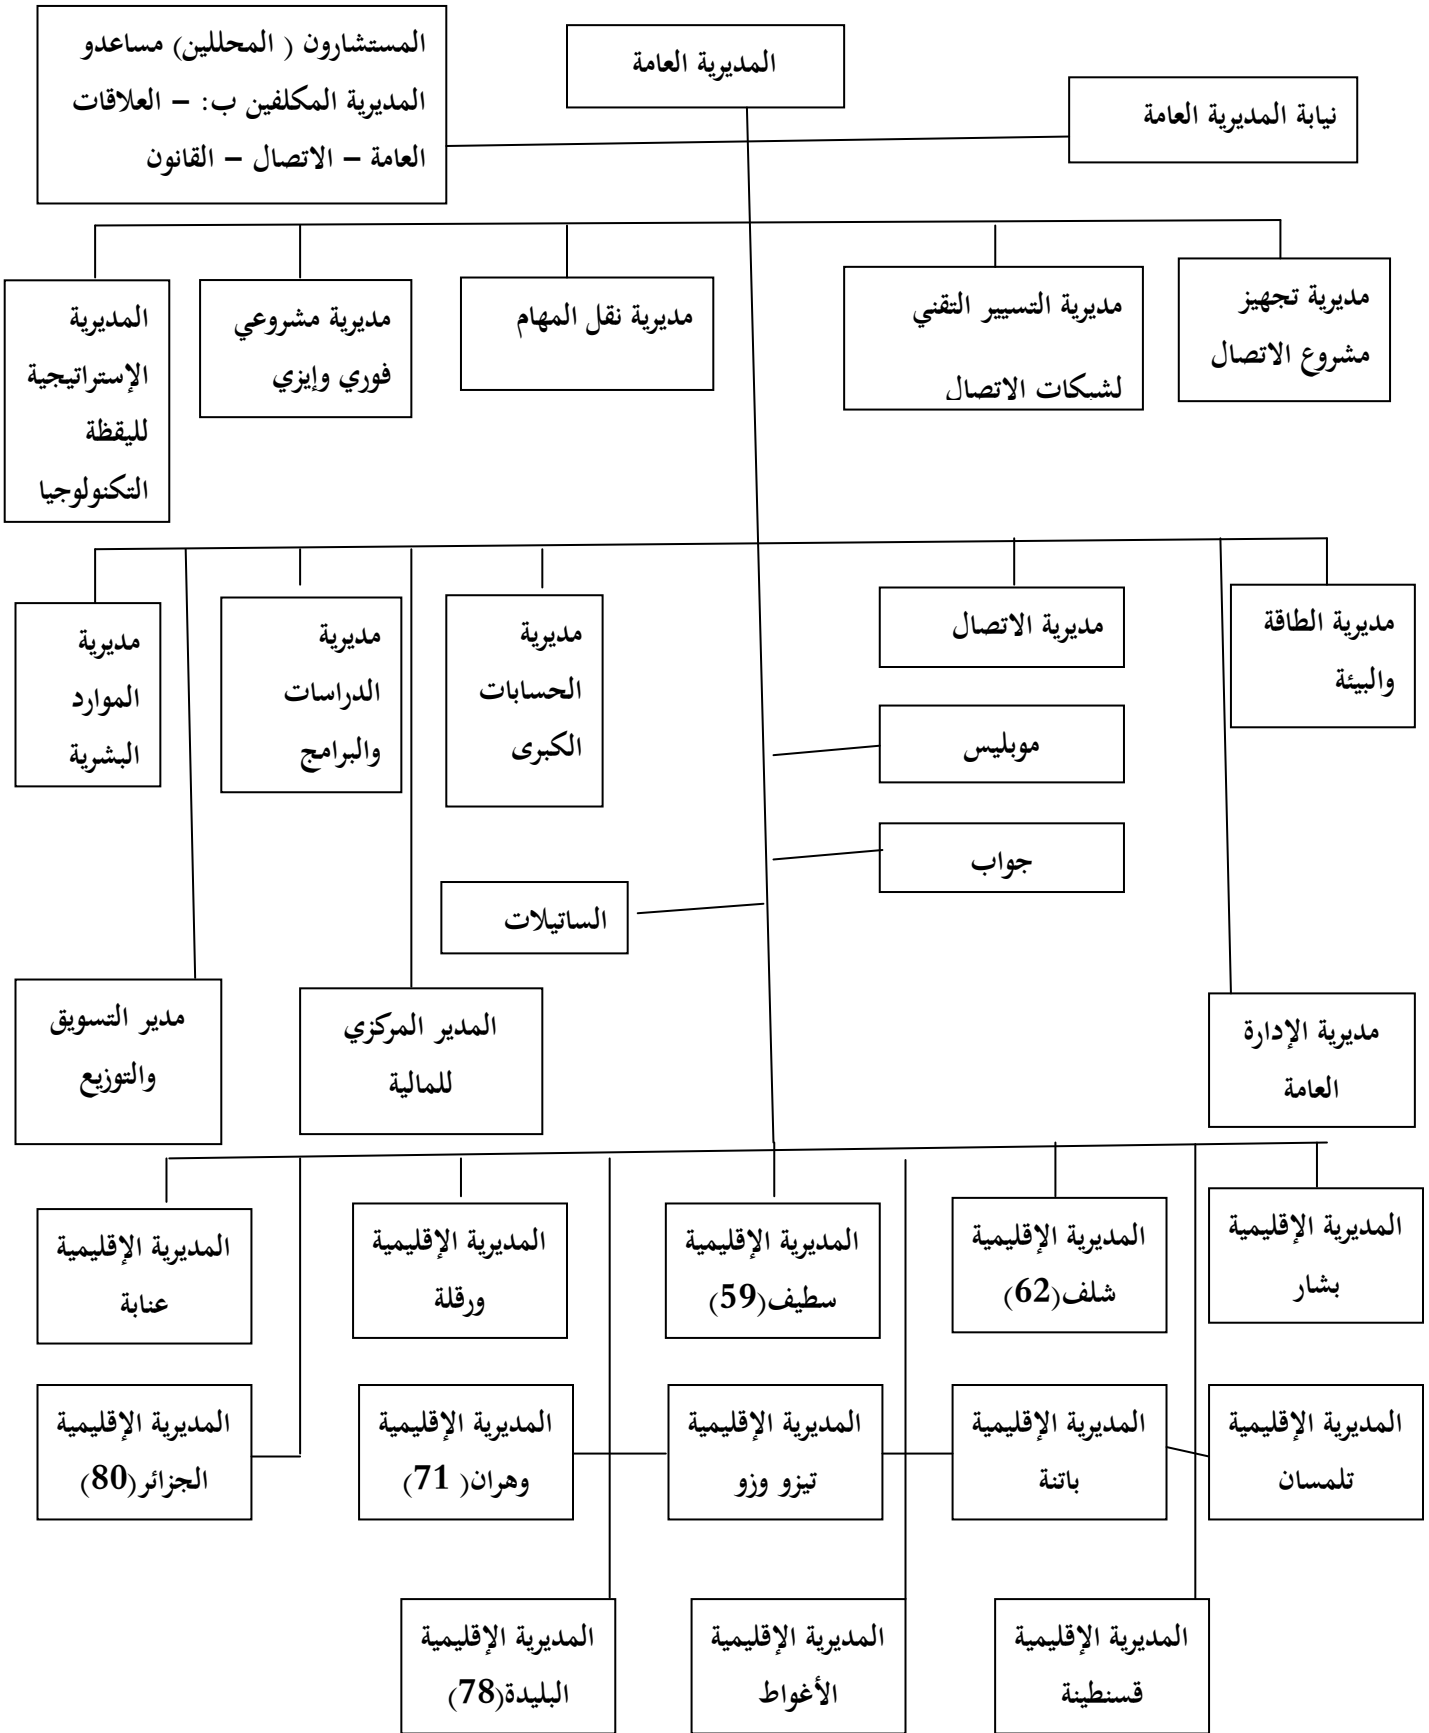 المديرية العامة
نيابة المديرية العامة
المستشارون ( المحللين) مساعدو
المديرية المكلفين ب: – العلاقات
العامة – الاتصال – القانون
مديرية تجهيز
مشروع الاتصال
مديرية التسيير التقني
لشبكات الاتصال
مديرية نقل المهام
مديرية مشروعي
فوري وإيزي
المديرية
الإستراتيجية
لليقظة
التكنولوجيا
مديرية الطاقة
والبيئة
مديرية الاتصال
مديرية
الحسابات
الكبرى
مديرية
الدراسات
والبرامج
مديرية
الموارد
البشرية
موبليس
جواب
الساتيلات
مديرية الإدارة
العامة
المدير المركزي
للمالية
مدير التسويق
والتوزيع
المديرية الإقليمية
بشار
المديرية الإقليمية
شلف(62)
المديرية الإقليمية
سطيف(59)
المديرية الإقليمية
ورقلة
المديرية الإقليمية
عنابة
المديرية الإقليمية
تلمسان
المديرية الإقليمية
باتنة
المديرية الإقليمية
تيزو وزو
المديرية الإقليمية
وهران( 71)
المديرية الإقليمية
الجزائر(80)
المديرية الإقليمية
قسنطينة
المديرية الإقليمية
الأغواط
المديرية الإقليمية
البليدة(78)